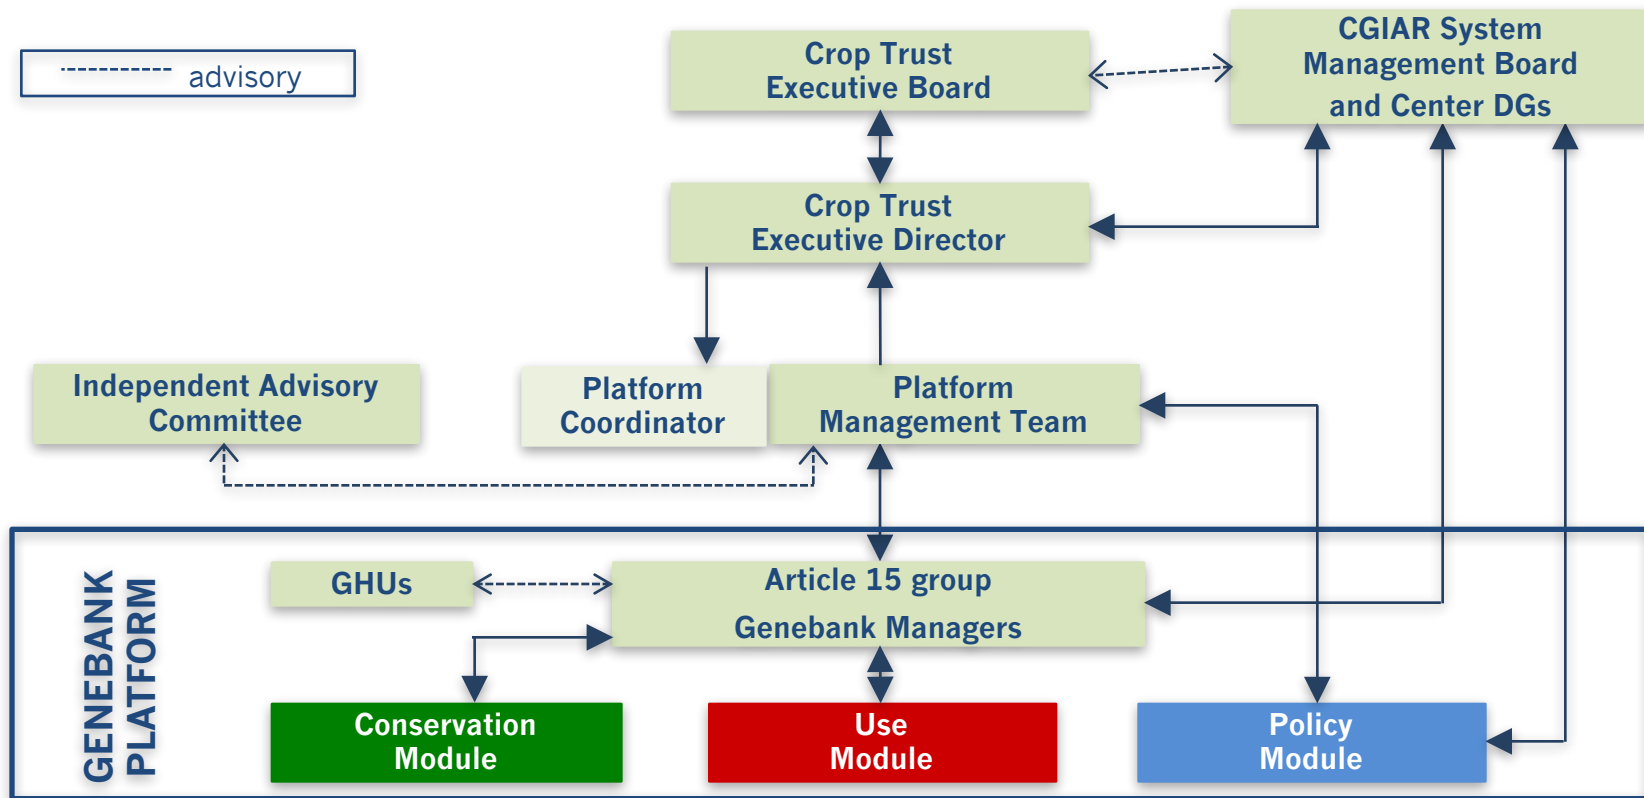 advisory
Crop Trust
Executive Board
CGIAR System
Management Board
and Center DGs
Crop Trust
Executive Director
Independent Advisory
Committee
Platform
Coordinator
Platform
Management Team
GENEBANK
PLATFORM
GHUs
Article 15 group
Genebank Managers
Conservation
Module
Use
Module
Policy
Module